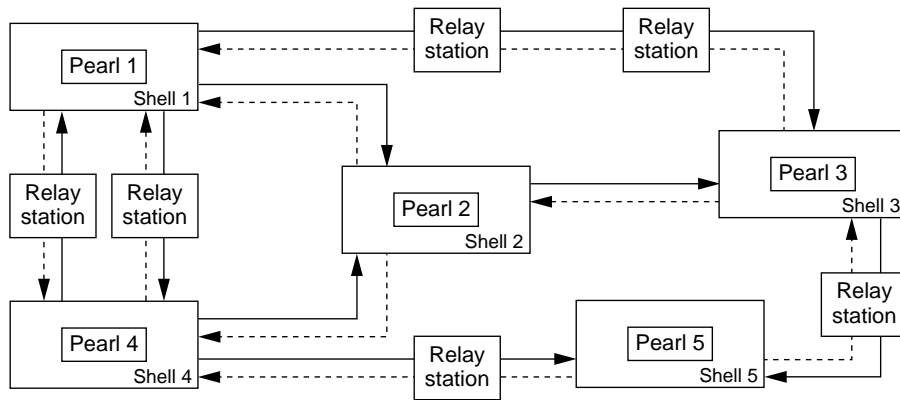 Relay
station
Relay
station
Pearl 1
Shell 1
Pearl 3
Shell 3
Relay
station
Relay
station
Pearl 2
Shell 2
Relay
station
Pearl 4
Shell 4
Relay
station
Pearl 5
Shell 5